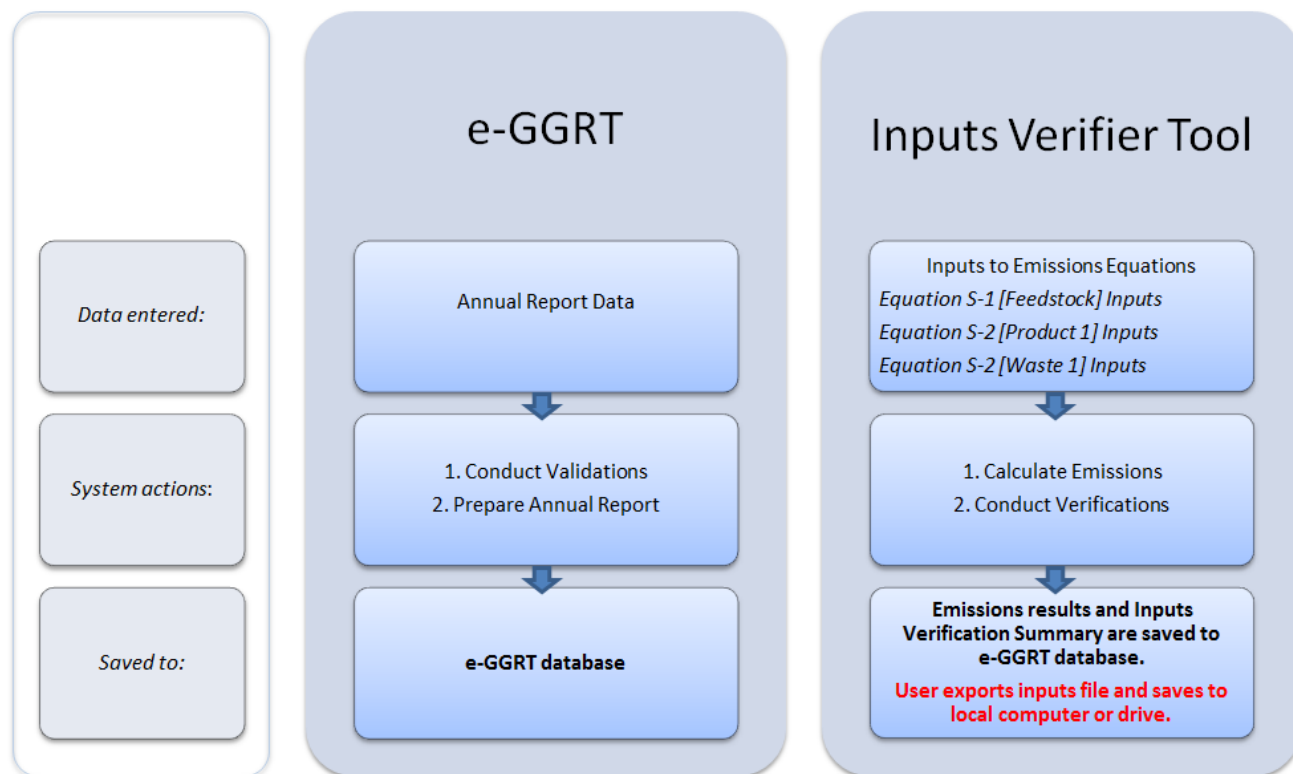 e-GGRT
Inputs Verifier Tool
Data entered:
Annual Report Data
Inputs to Emissions Equations
Equation S-1 [Feedstock] Inputs
Equation S-2 [Product 1] Inputs
Equation S-2 [Waste 1] Inputs
System actions:
1. Conduct Validations
2. Prepare Annual Report
1. Calculate Emissions
2. Conduct Verifications
Saved to:
e-GGRT database
Emissions results and Inputs
Verification Summary are saved to
e-GGRT database.
User exports inputs file and saves to
local computer or drive.